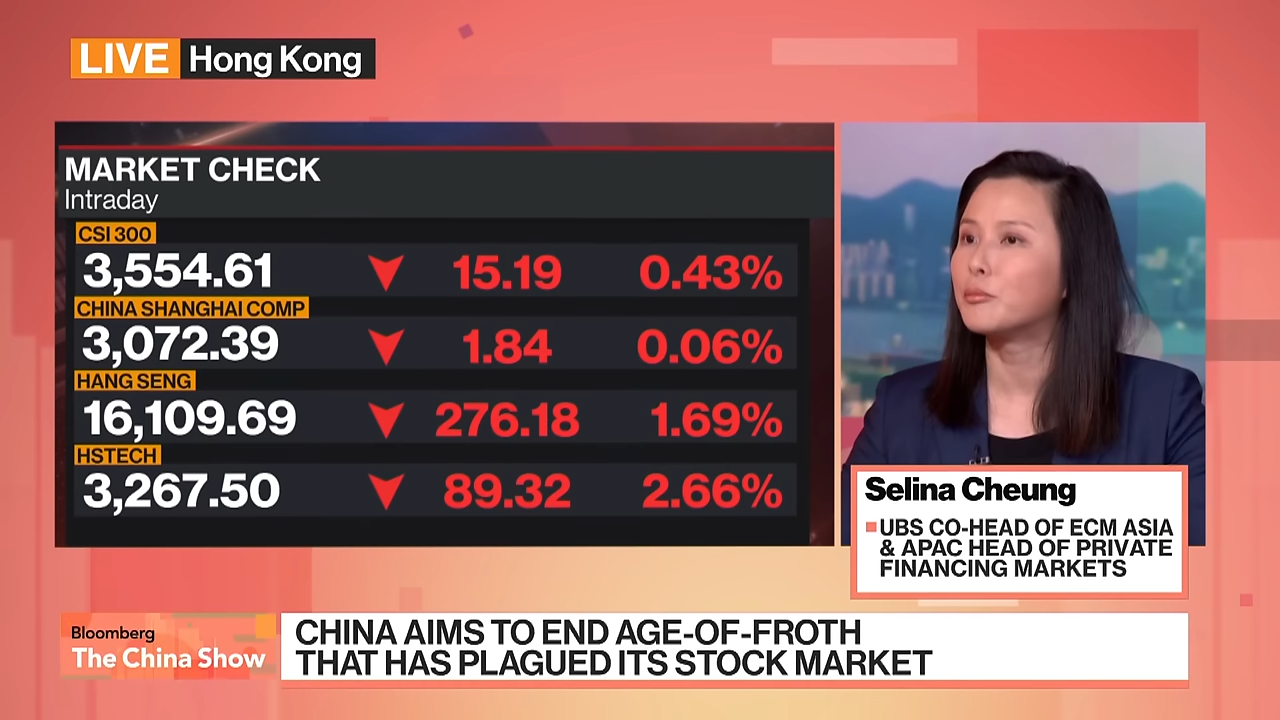 LIVE Hong Kong
MARKET CHECK
Intraday
CSI 300
3,554.61 ▼ 15.19 0.43%
CHINA SHANGHAI COMP
3,072.39 ▼ 1.84 0.06%
HANG SENG
16,109.69 ▼ 276.18 1.69%
HSTECH
3,267.50 ▼ 89.32 2.66%
Selina Cheung
UBS CO-HEAD OF ECM ASIA
& APAC HEAD OF PRIVATE
FINANCING MARKETS
Bloomberg
The China Show
CHINA AIMS TO END AGE-OF-FROTH
THAT HAS PLAGUED ITS STOCK MARKET